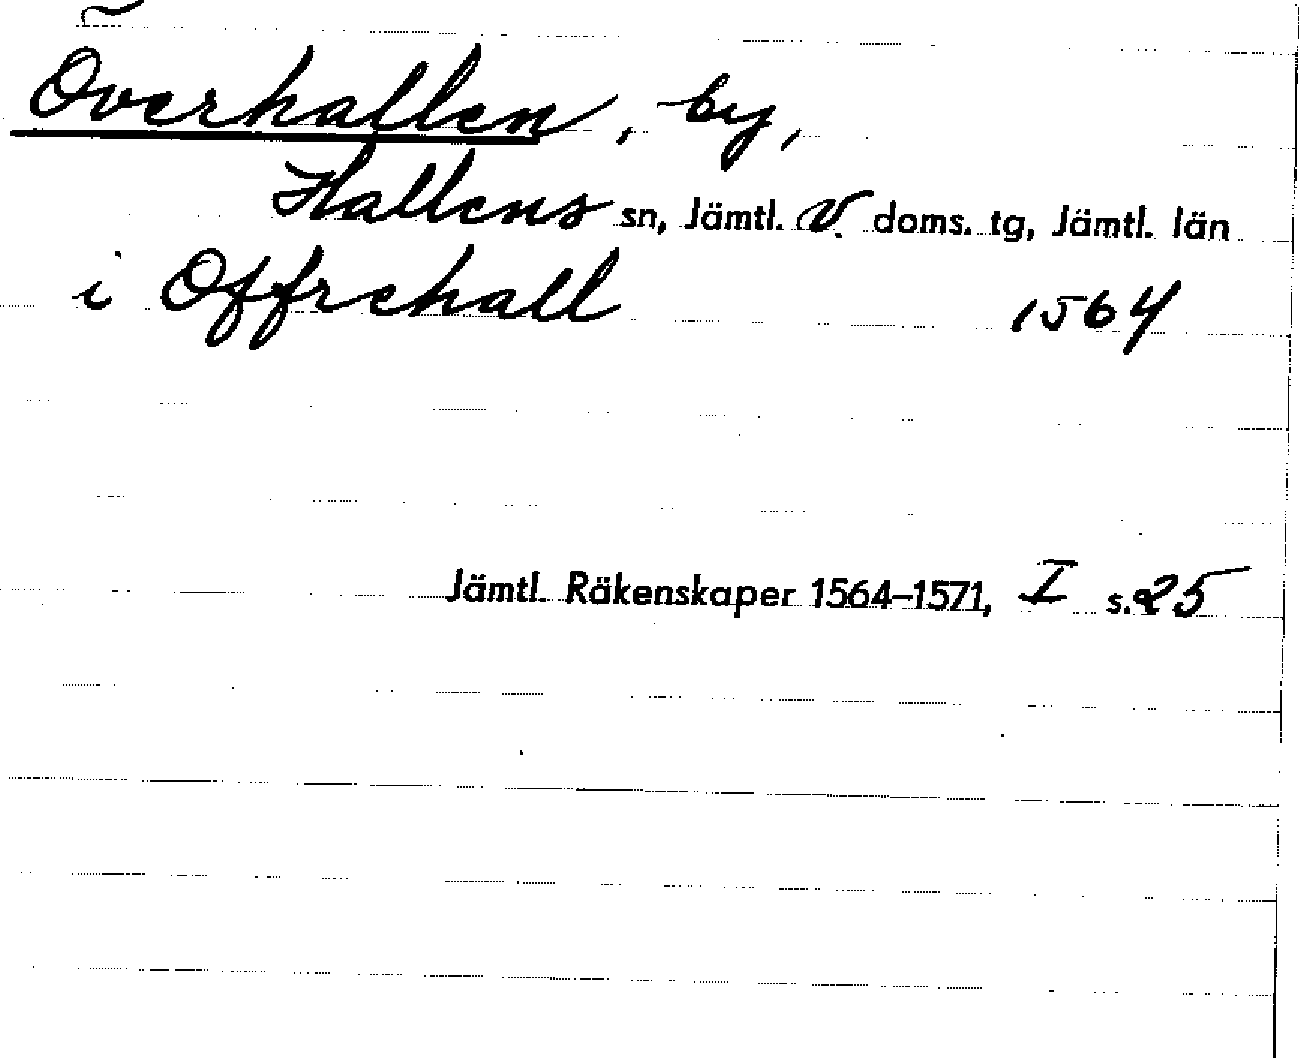 Överhallen, by,
Hallens sn, Jämtl. V. doms. tg, Jämtl. län
i Offrehall 1564
Jämtl. Räkenskaper 1564–1571, I s. 25